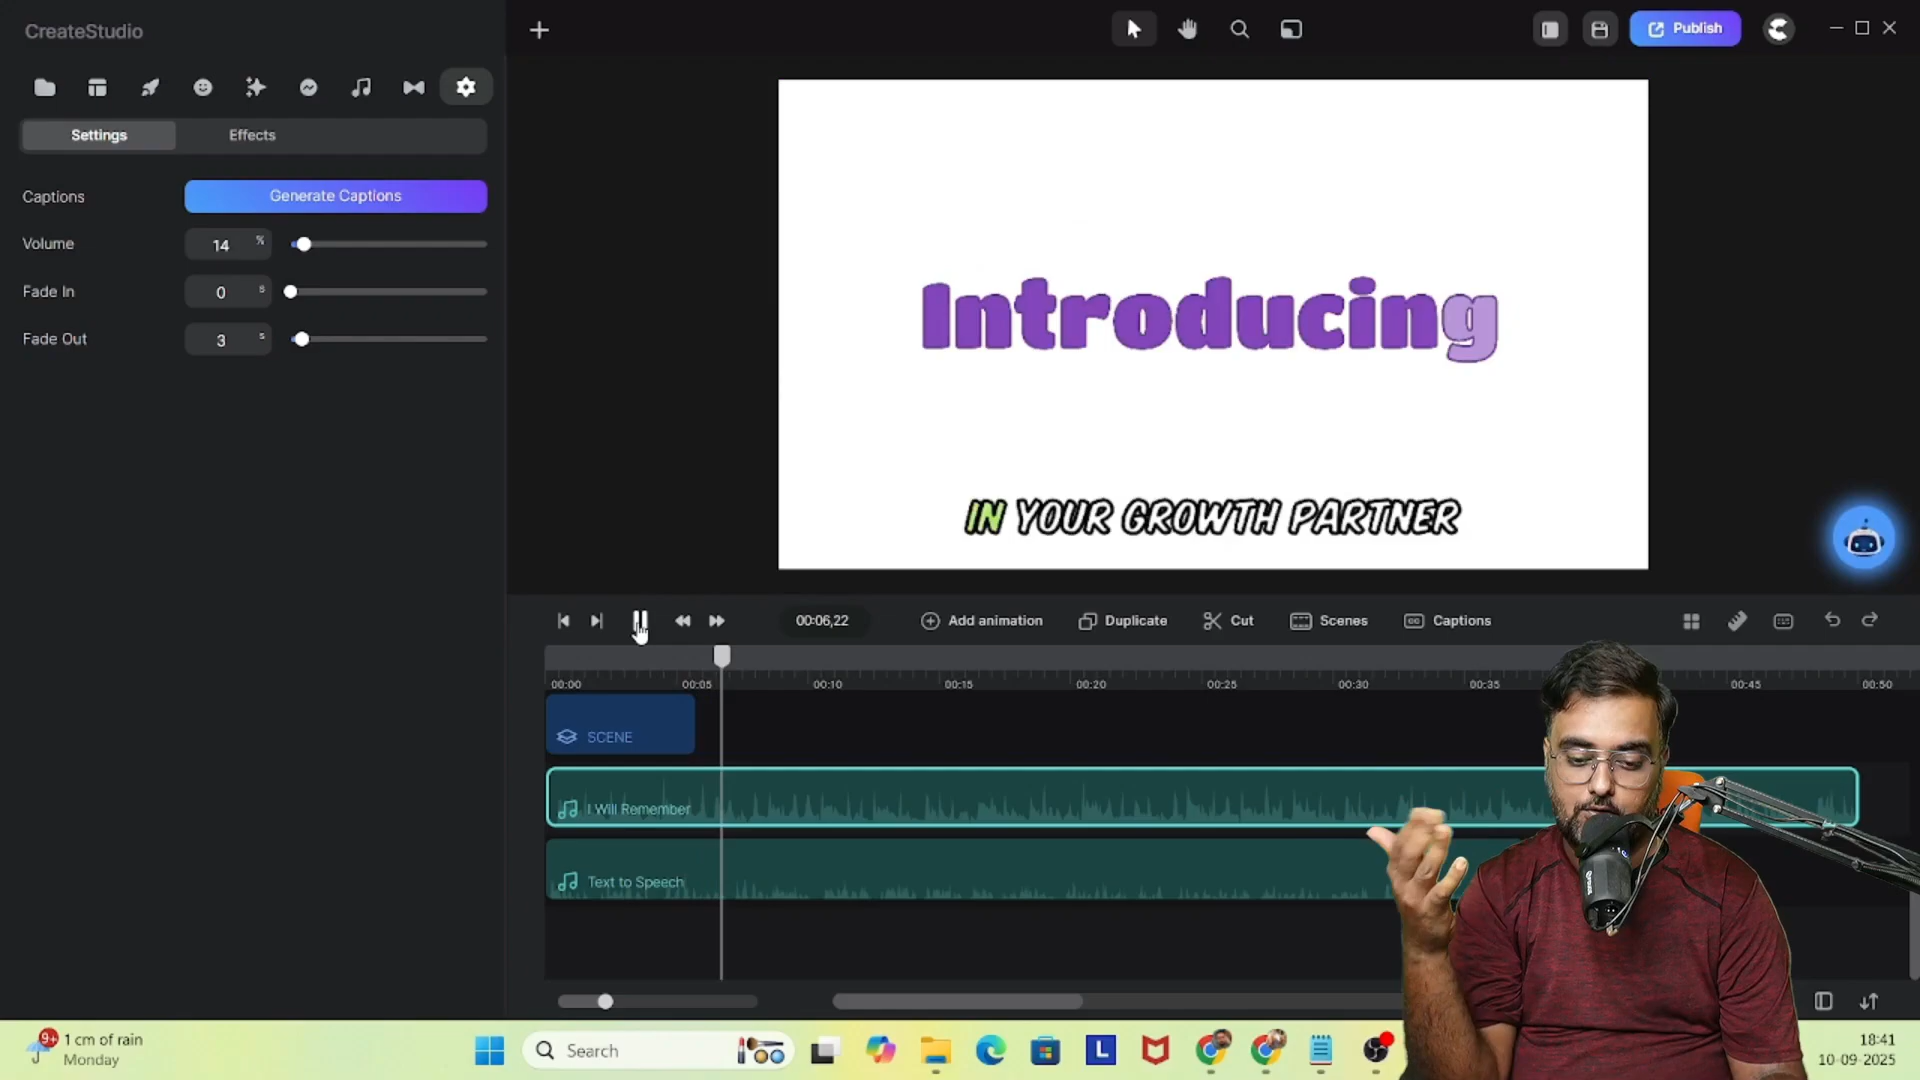 CreateStudio
Publish
Settings
Effects
Captions
Generate Captions
Volume
14 %
Fade In
0 s
Fade Out
3 s
Introducing
IN YOUR GROWTH PARTNER
00:06,22
Add animation
Duplicate
Cut
Scenes
Captions
00:00 00:05 00:10 00:15 00:20 00:25 00:30 00:35 00:45 00:50
SCENE
I Will Remember
Text to Speech
9+
1 cm of rain
Monday
Search
L
18:41
10-09-2025